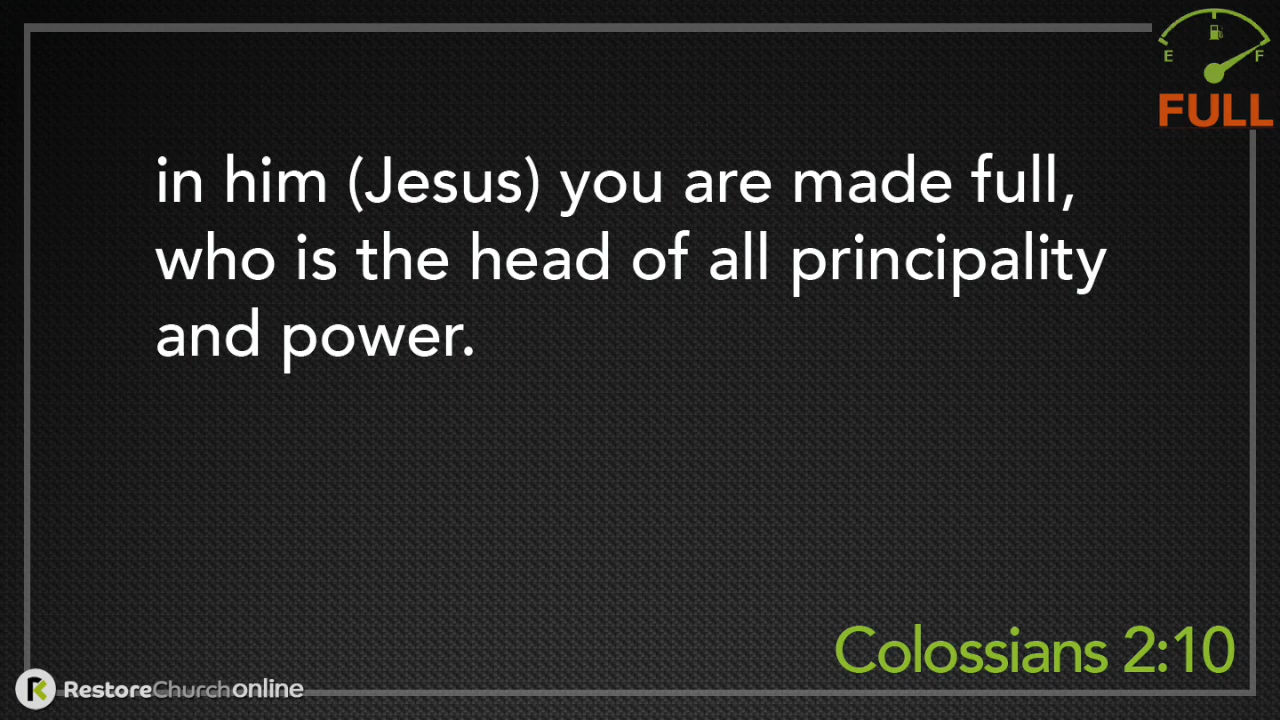 E F
FULL
in him (Jesus) you are made full,
who is the head of all principality
and power.
Colossians 2:10
RestoreChurchonline